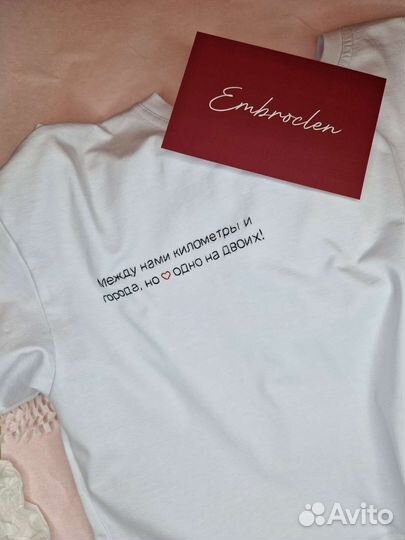 Embroclen
Между нами километры и
города, но ♡ одно на двоих!
Avito